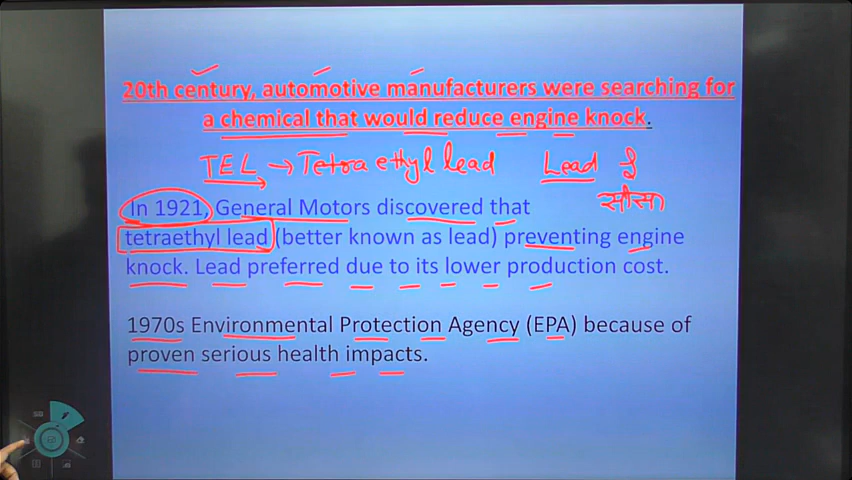 20th century, automotive manufacturers were searching for
a chemical that would reduce engine knock.
TEL → Tetra ethyl lead Lead
सीसा
In 1921, General Motors discovered that
tetraethyl lead (better known as lead) preventing engine
knock. Lead preferred due to its lower production cost.
1970s Environmental Protection Agency (EPA) because of
proven serious health impacts.